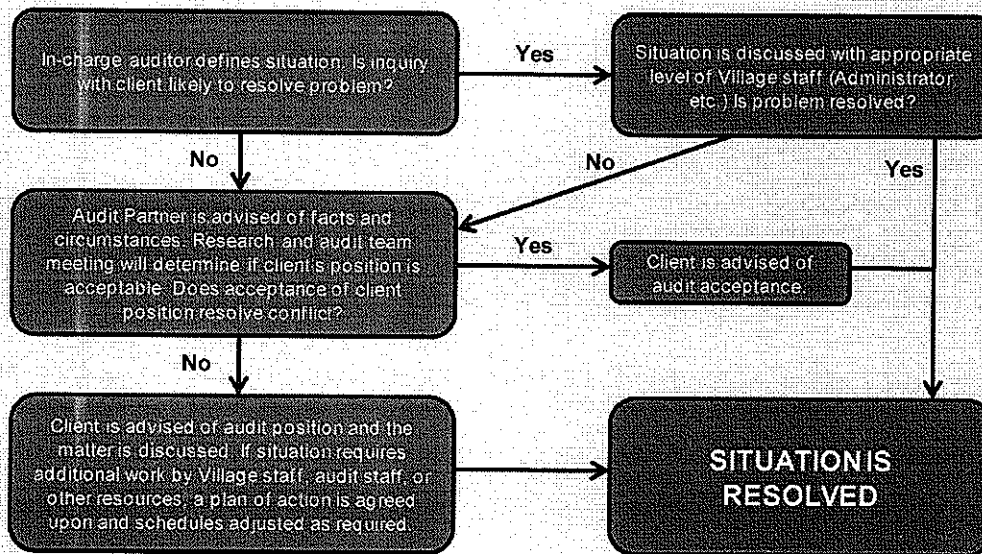 In-charge auditor defines situation. Is inquiry
with client likely to resolve problem?
Yes
Situation is discussed with appropriate
level of Village staff (Administrator
etc.) Is problem resolved?
No
No
Yes
Audit Partner is advised of facts and
circumstances. Research and audit team
meeting will determine if client's position is
acceptable. Does acceptance of client
position resolve conflict?
Yes
Client is advised of
audit acceptance.
No
Client is advised of audit position and the
matter is discussed. If situation requires
additional work by Village staff, audit staff, or
other resources, a plan of action is agreed
upon and schedules adjusted as required.
SITUATION IS
RESOLVED